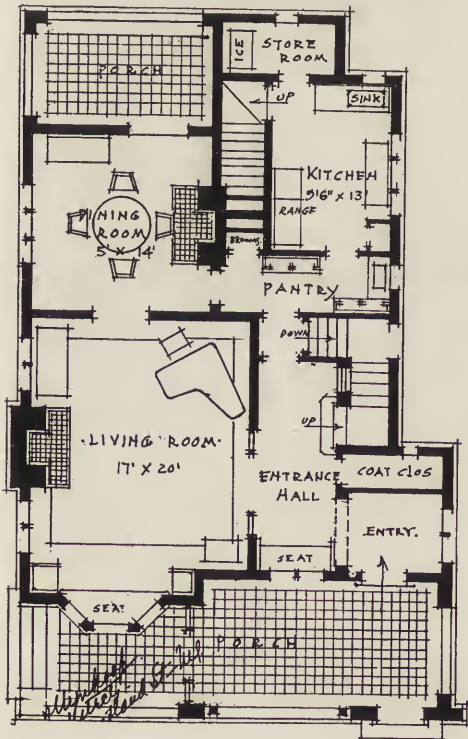 ICE
STORE
ROOM
PORCH
UP
SINK
KITCHEN
9'6" X 13'
RANGE
DINING
ROOM
5' X 14'
BROOMS
PANTRY
DOWN
UP
LIVING ROOM
17' X 20'
ENTRANCE
HALL
COAT CLOS
ENTRY.
SEAT
SEAT
PORCH